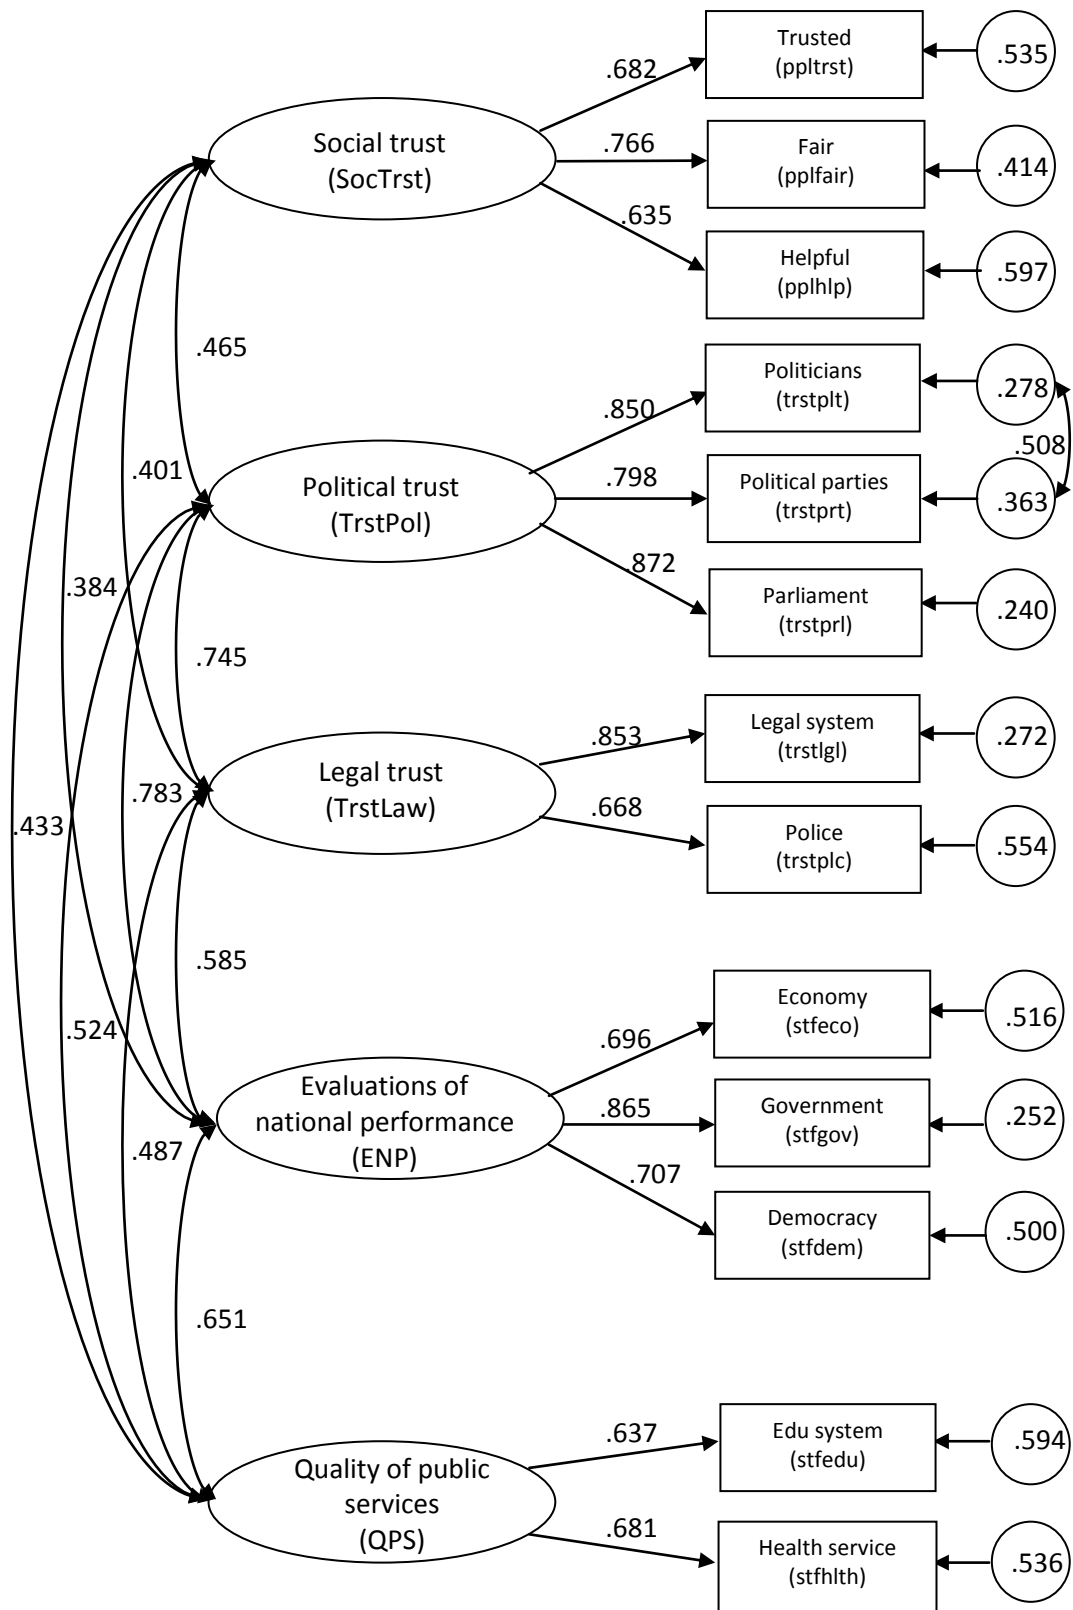 Trusted
(ppltrst)
.535
.682
Social trust
(SocTrst)
.766
Fair
(pplfair)
.414
.635
Helpful
(pplhlp)
.597
.465
Politicians
(trstplt)
.278
.850
.508
.401
Political trust
(TrstPol)
.798
Political parties
(trstprt)
.363
.872
.384
Parliament
(trstprl)
.240
.745
Legal system
(trstlgl)
.272
.853
Legal trust
(TrstLaw)
.783
.433
.668
Police
(trstplc)
.554
.585
Economy
(stfeco)
.516
.524
.696
Evaluations of
national performance
(ENP)
.865
Government
(stfgov)
.252
.487
.707
Democracy
(stfdem)
.500
.651
.637
Edu system
(stfedu)
.594
Quality of public
services
(QPS)
.681
Health service
(stfhlth)
.536